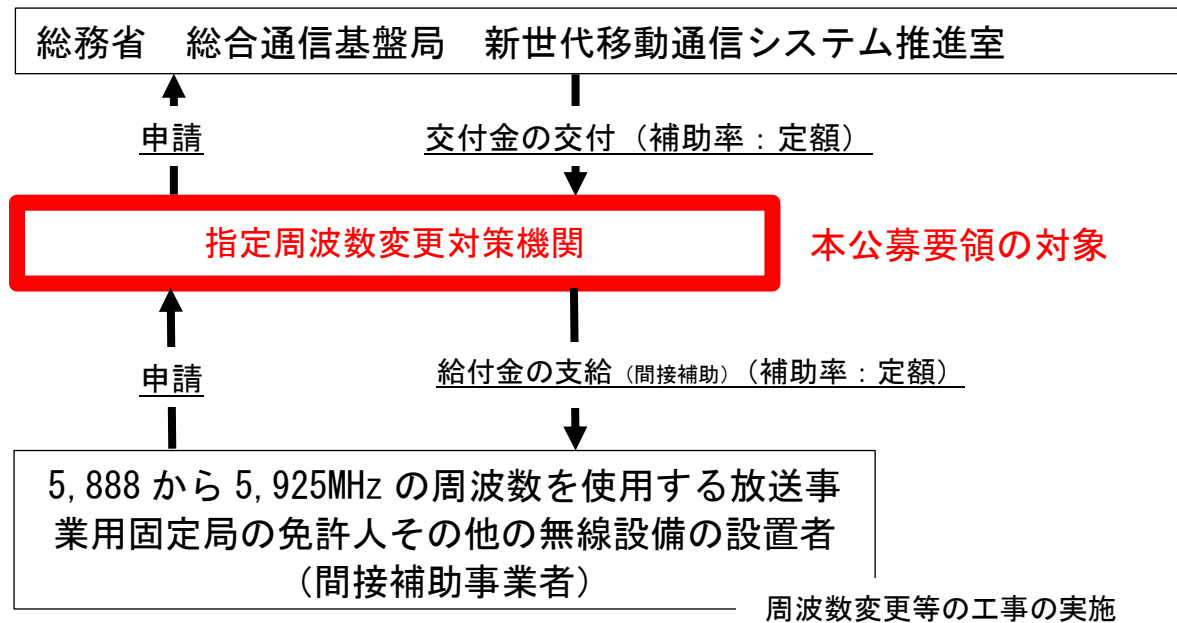 総務省　総合通信基盤局　新世代移動通信システム推進室
申請
交付金の交付（補助率：定額）
指定周波数変更対策機関
本公募要領の対象
申請
給付金の支給（間接補助）（補助率：定額）
5,888 から 5,925MHz の周波数を使用する放送事
業用固定局の免許人その他の無線設備の設置者
（間接補助事業者）
周波数変更等の工事の実施